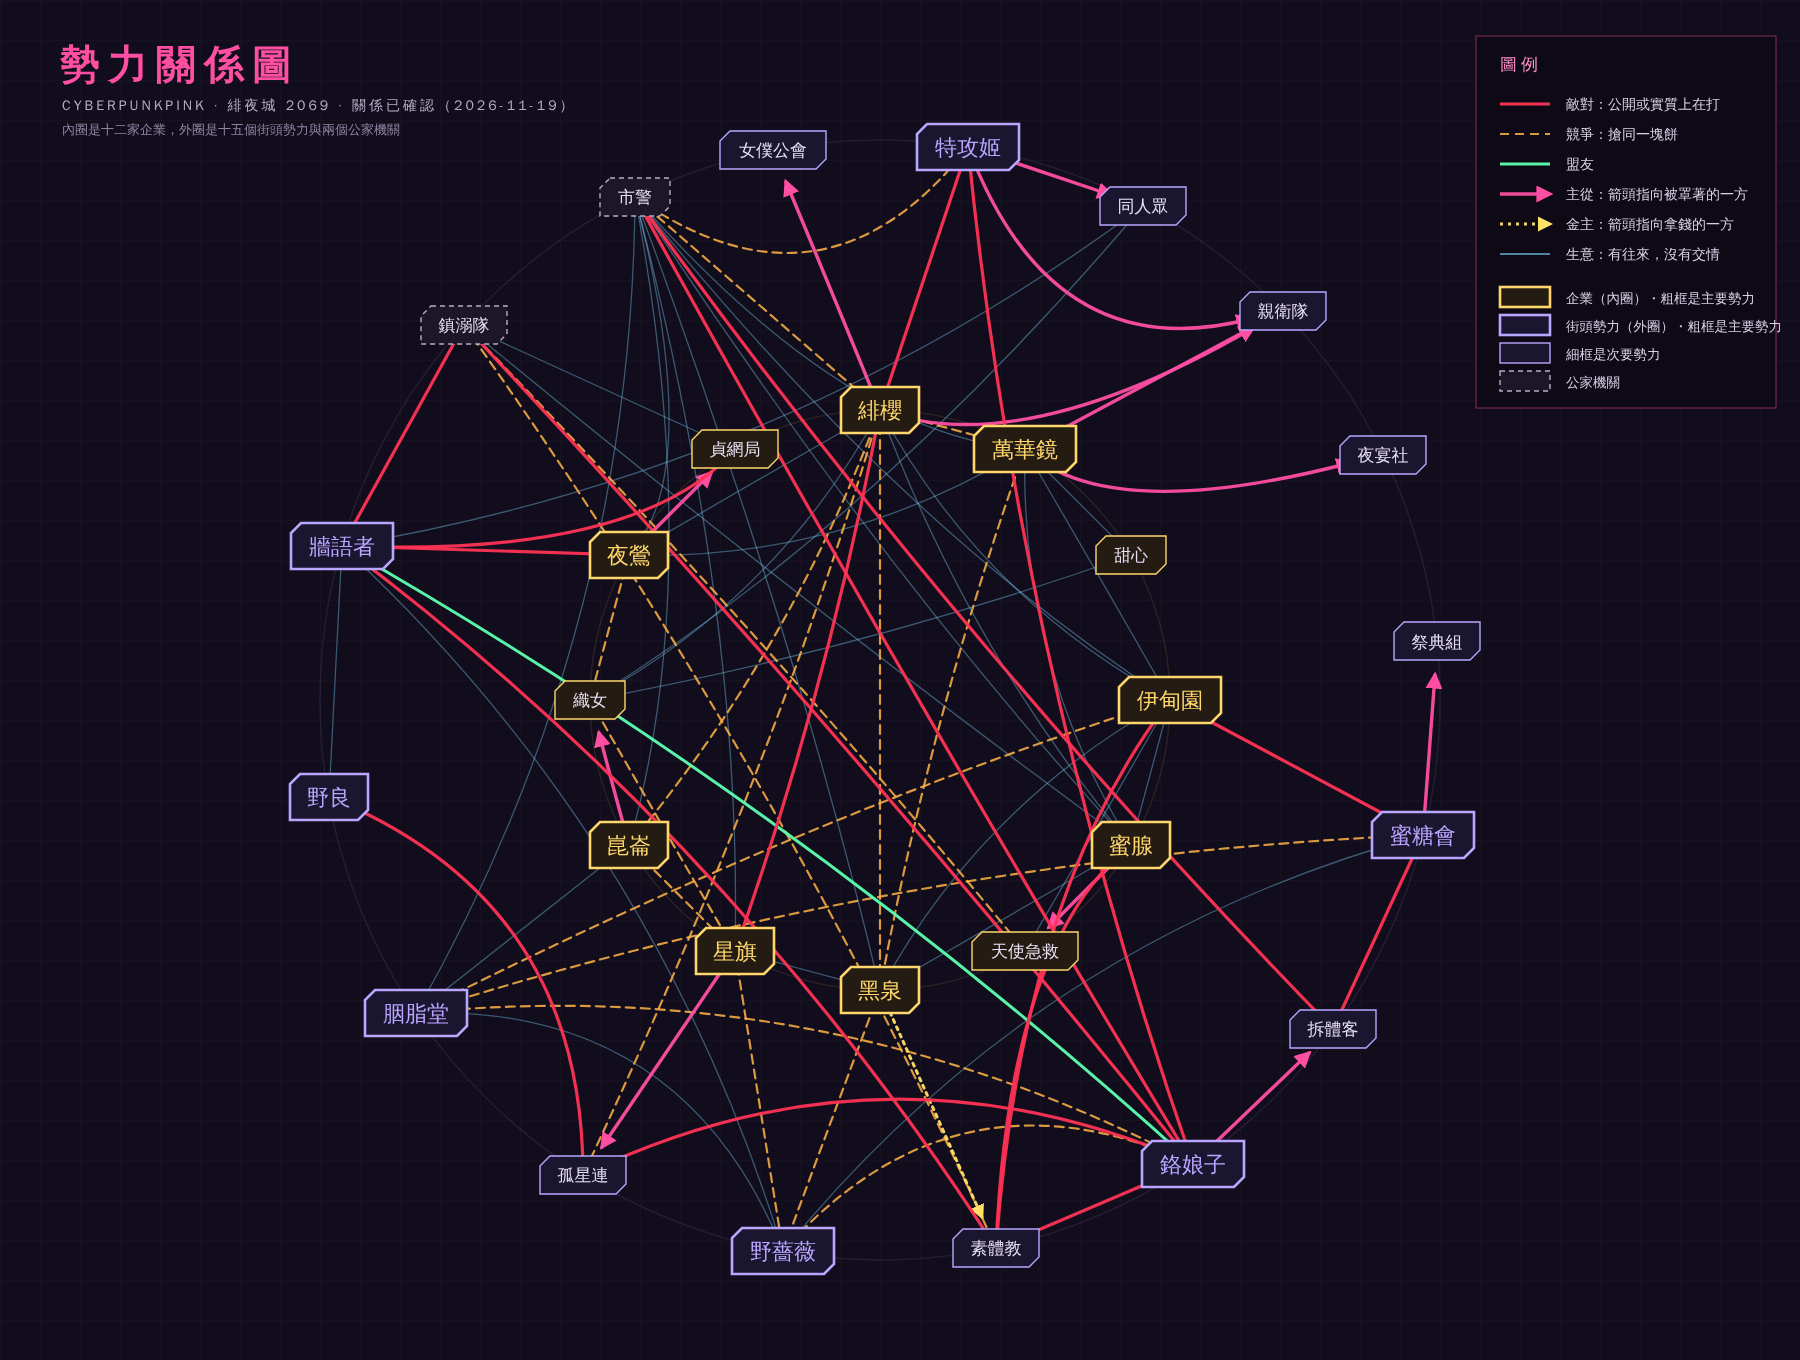 勢力關係圖
CYBERPUNKPINK · 緋夜城 2069 · 關係已確認（2026-11-19）
內圈是十二家企業，外圈是十五個街頭勢力與兩個公家機關
圖例
敵對：公開或實質上在打
競爭：搶同一塊餅
盟友
主從：箭頭指向被罩著的一方
金主：箭頭指向拿錢的一方
生意：有往來，沒有交情
企業（內圈）・粗框是主要勢力
街頭勢力（外圈）・粗框是主要勢力
細框是次要勢力
公家機關
特攻姬
女僕公會
市警
同人眾
親衛隊
鎮溺隊
緋櫻
萬華鏡
貞網局
夜宴社
牆語者
夜鶯
甜心
祭典組
織女
伊甸園
野良
崑崙
蜜腺
蜜糖會
星旗
天使急救
黑泉
胭脂堂
拆體客
孤星連
鉻娘子
野薔薇
素體教